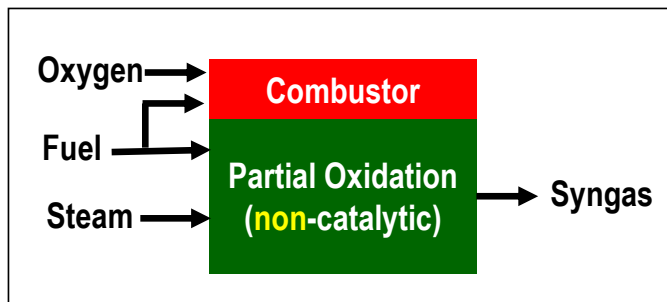 Oxygen
Combustor
Fuel
Partial Oxidation
(non-catalytic)
Steam
Syngas